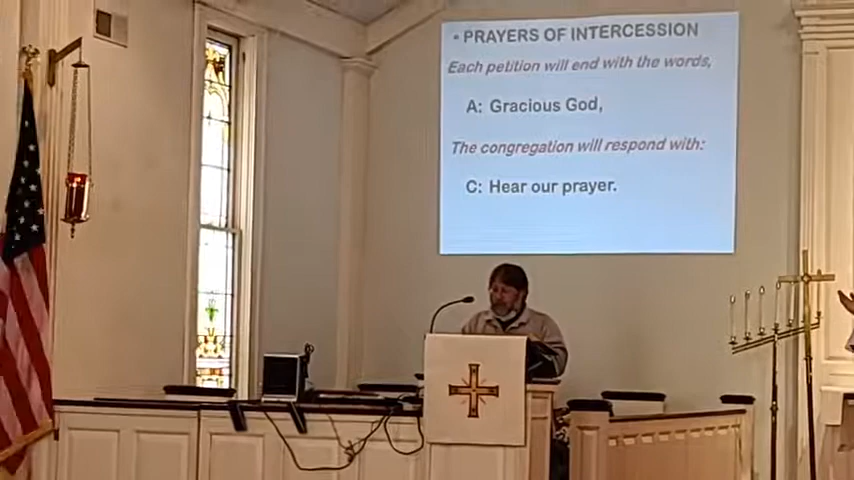 • PRAYERS OF INTERCESSION
Each petition will end with the words,
A: Gracious God,
The congregation will respond with:
C: Hear our prayer.